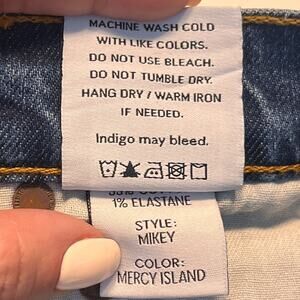 MACHINE WASH COLD
WITH LIKE COLORS.
DO NOT USE BLEACH.
DO NOT TUMBLE DRY.
HANG DRY / WARM IRON
IF NEEDED.
Indigo may bleed.
1% ELASTANE
STYLE:
MIKEY
COLOR:
MERCY ISLAND